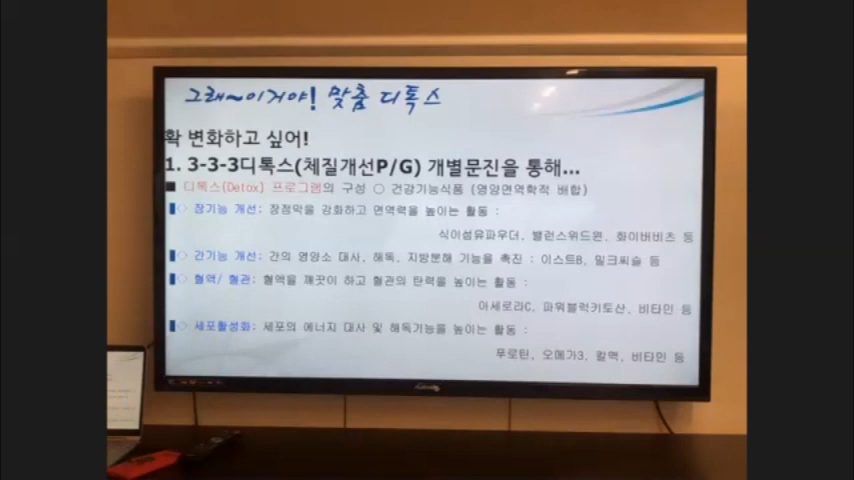 그래~이거야! 맞춤 디톡스
확 변화하고 싶어!
1. 3-3-3디톡스(체질개선P/G) 개별문진을 통해...
■ 디톡스(Detox) 프로그램의 구성 ○ 건강기능식품 (영양면역학적 배합)
◇ 장기능 개선: 장점막을 강화하고 면역력을 높이는 활동 :
식이섬유파우더, 밸런스위드원, 화이버비츠 등
◇ 간기능 개선: 간의 영양소 대사, 해독, 지방분해 기능을 촉진 : 이스트B, 밀크씨슬 등
◇ 혈액/ 혈관: 혈액을 깨끗이 하고 혈관의 탄력을 높이는 활동 :
아세로라C, 파워블럭키토산, 비타민 등
◇ 세포활성화: 세포의 에너지 대사 및 해독기능을 높이는 활동 :
푸로틴, 오메가3, 컬맥, 비타민 등